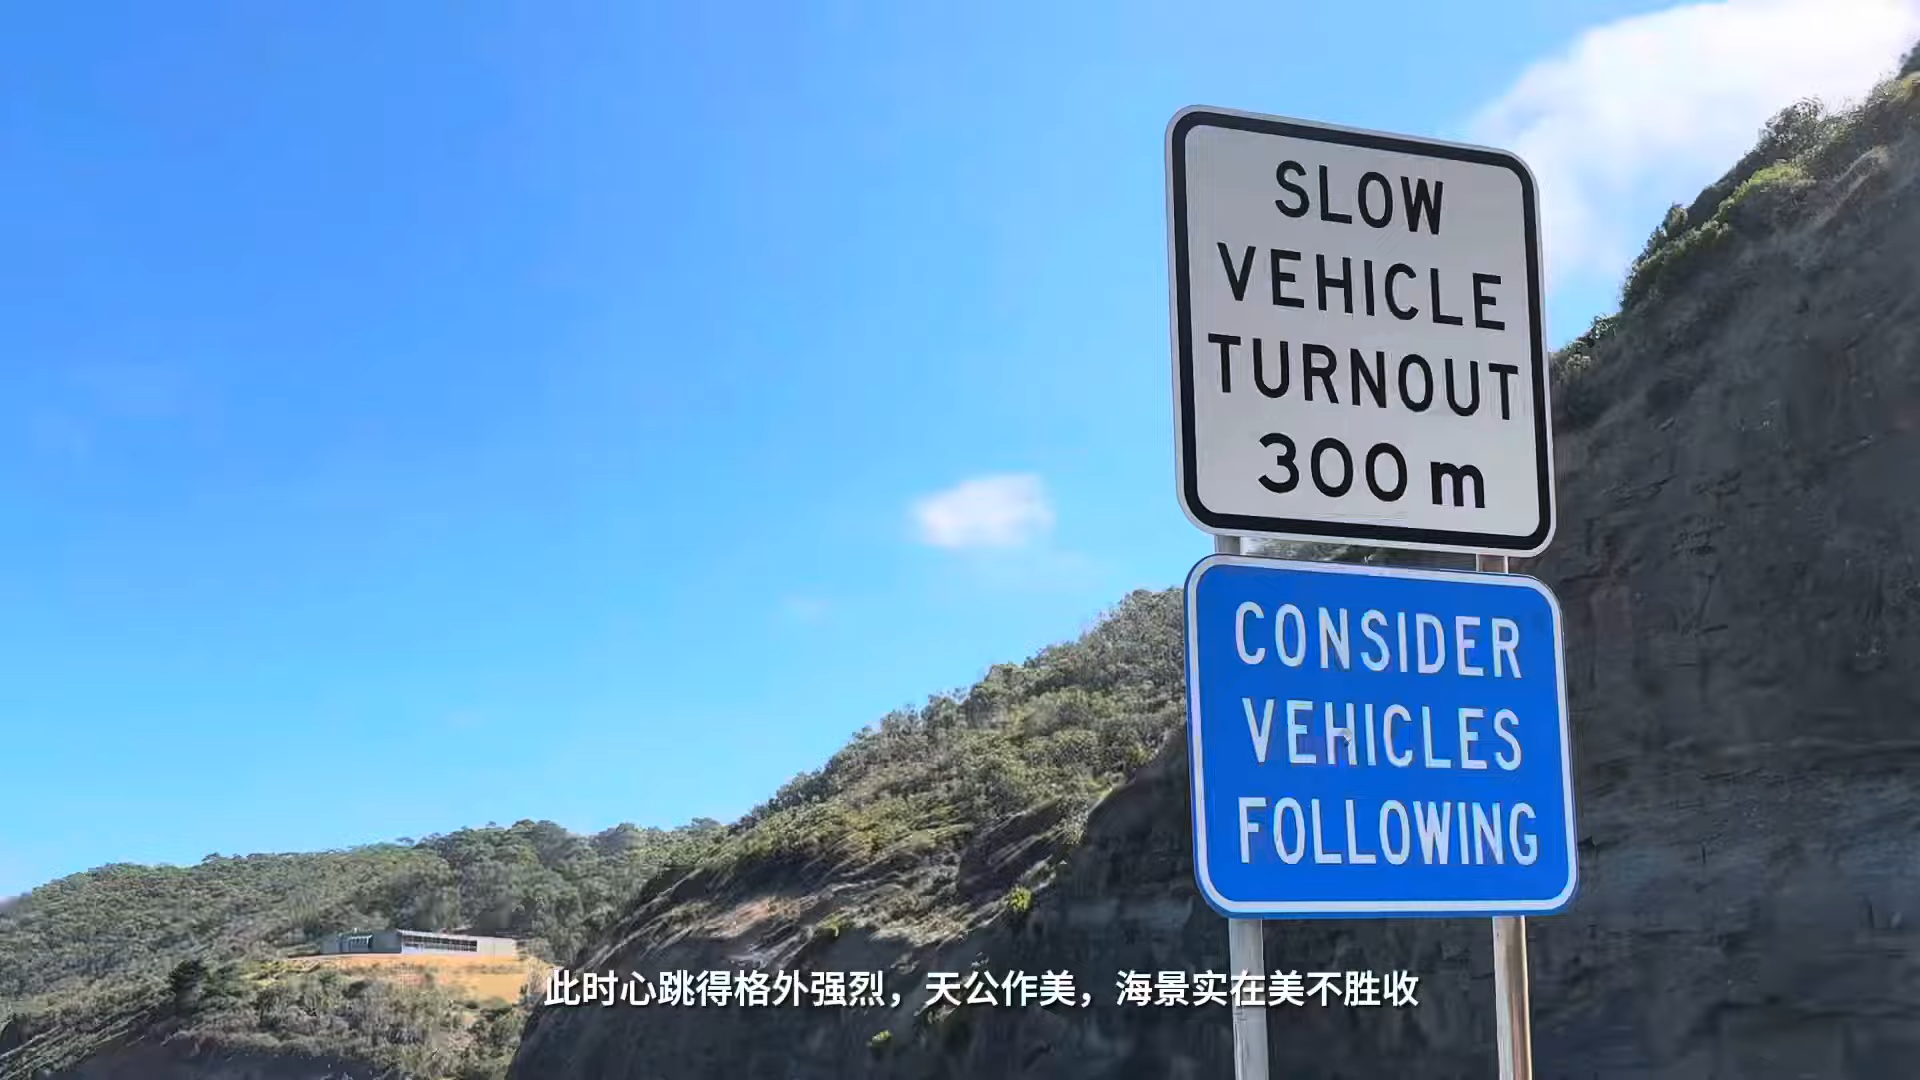 SLOW
VEHICLE
TURNOUT
300 m
CONSIDER
VEHICLES
FOLLOWING
此时心跳得格外强烈，天公作美，海景实在美不胜收